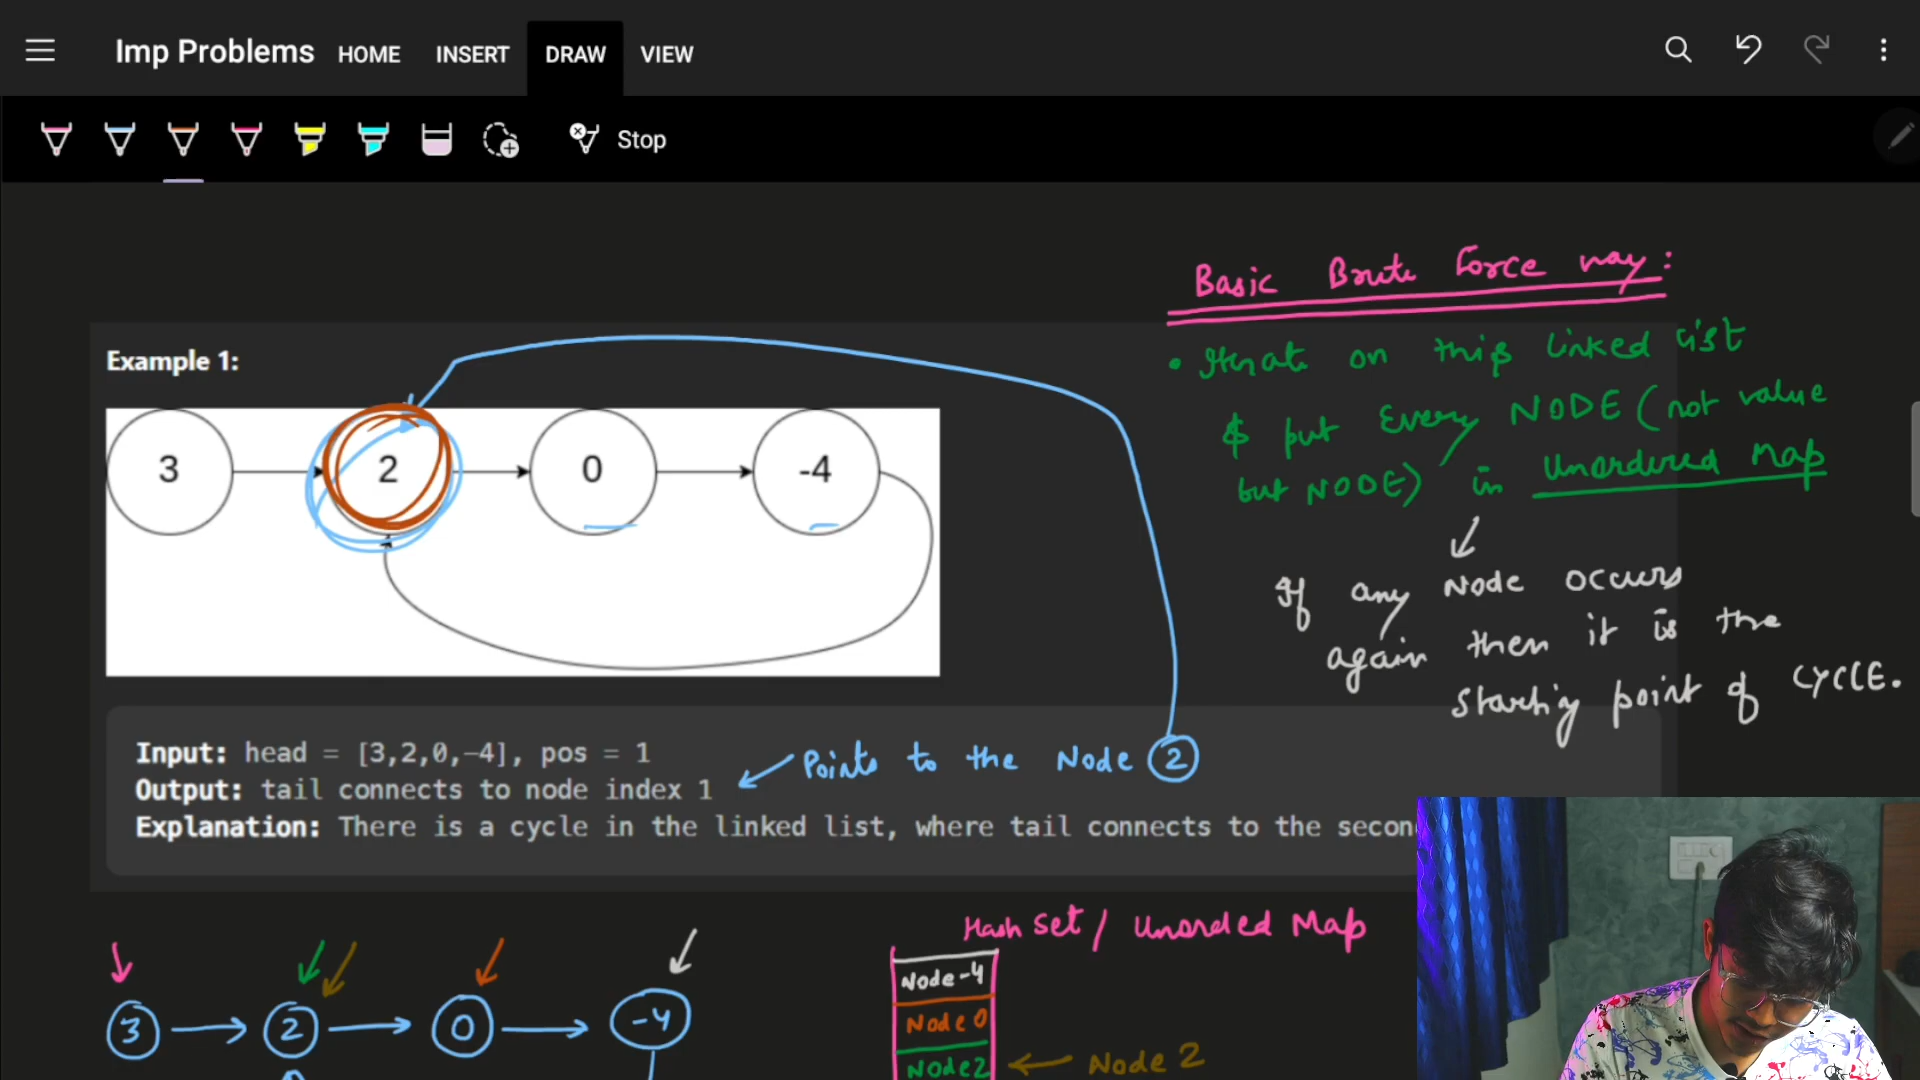 Imp Problems HOME INSERT DRAW VIEW
Stop
Basic Brute Force way:
• Iterate on this linked list
& put Every NODE (not value
but NODE) in Unordered Map
If any Node occurs
again then it is the
starting point of CYCLE.
Example 1:
3 2 0 -4
Input: head = [3,2,0,-4], pos = 1
Output: tail connects to node index 1
Points to the Node 2
Explanation: There is a cycle in the linked list, where tail connects to the secon
Hash Set / Unorded Map
Node-4
Node 0
Node2
Node 2
3 2 0 -4